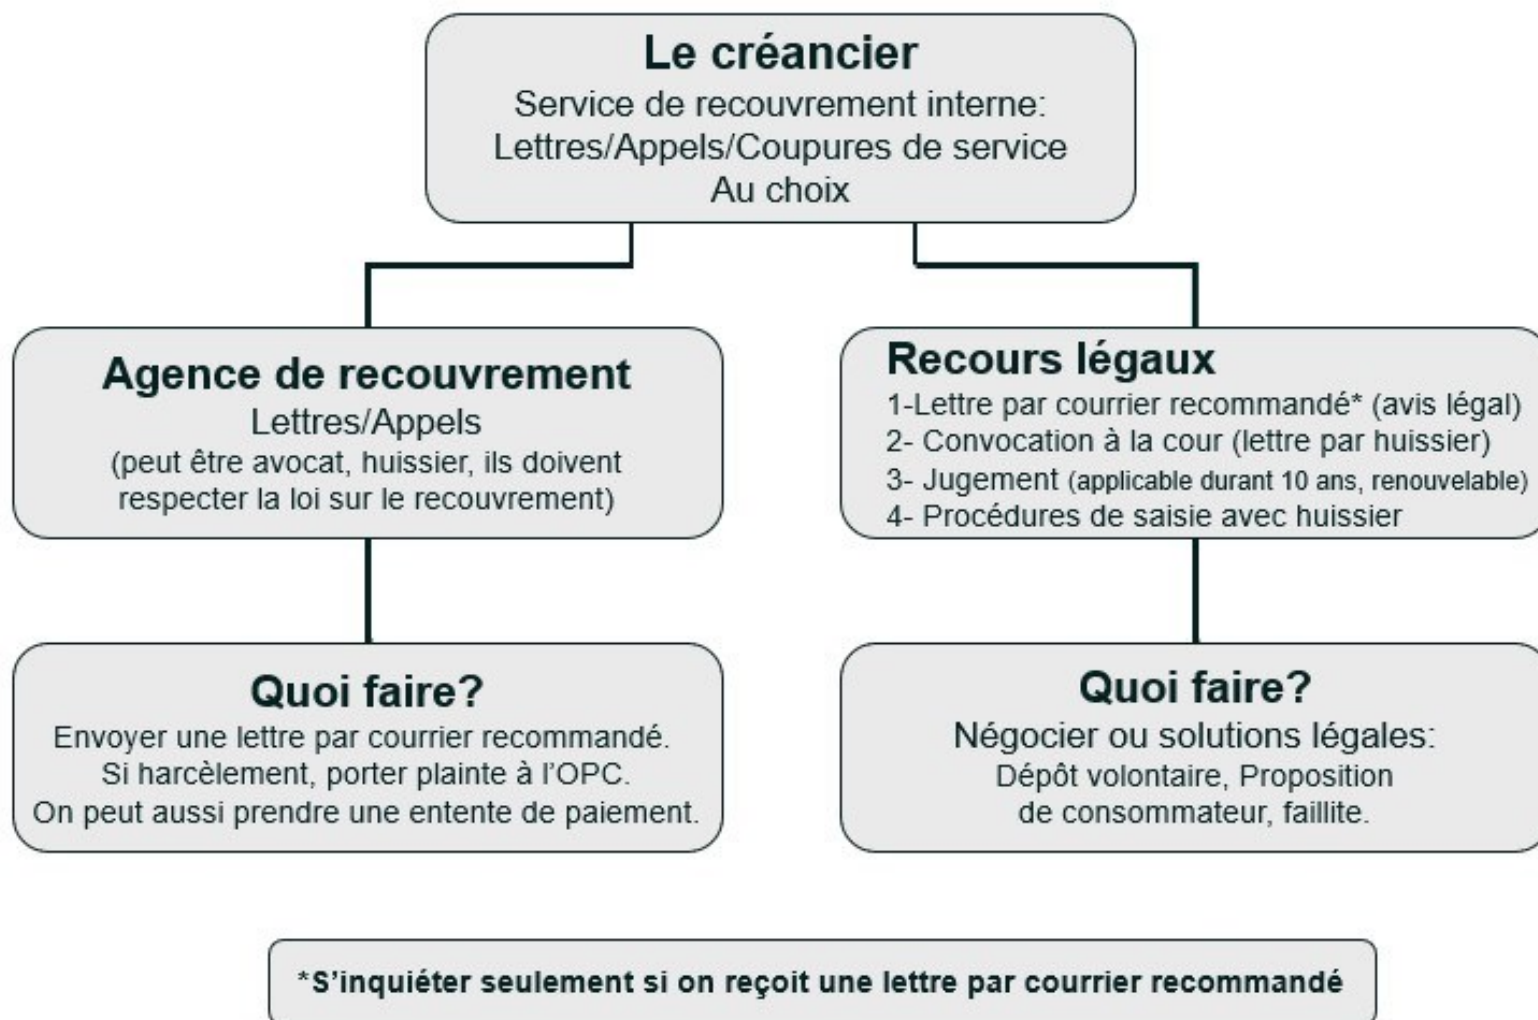 Le créancier
Service de recouvrement interne:
Lettres/Appels/Coupures de service
Au choix
Agence de recouvrement
Lettres/Appels
(peut être avocat, huissier, ils doivent
respecter la loi sur le recouvrement)
Recours légaux
1-Lettre par courrier recommandé* (avis légal)
2- Convocation à la cour (lettre par huissier)
3- Jugement (applicable durant 10 ans, renouvelable)
4- Procédures de saisie avec huissier
Quoi faire?
Envoyer une lettre par courrier recommandé.
Si harcèlement, porter plainte à l'OPC.
On peut aussi prendre une entente de paiement.
Quoi faire?
Négocier ou solutions légales:
Dépôt volontaire, Proposition
de consommateur, faillite.
*S'inquiéter seulement si on reçoit une lettre par courrier recommandé